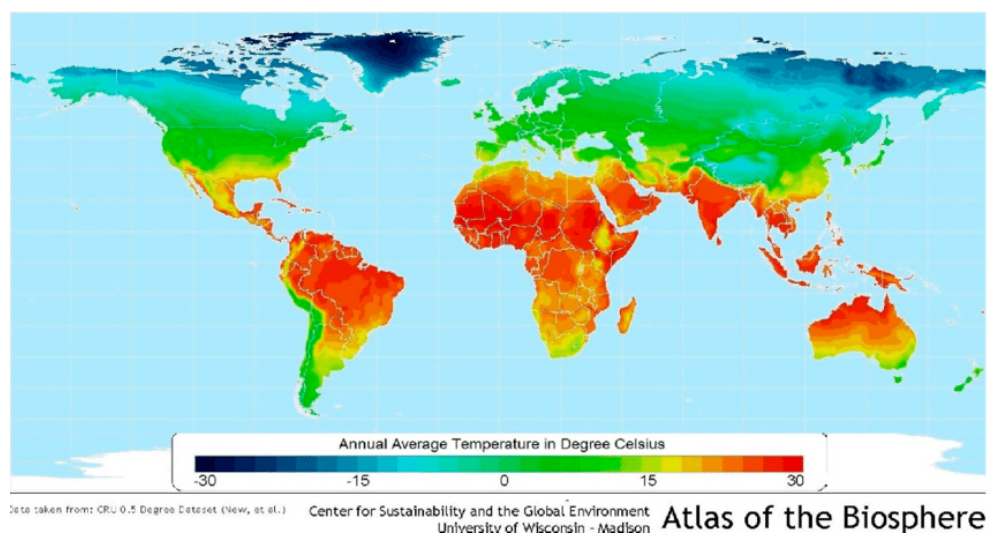 Annual Average Temperature in Degree Celsius
-30 -15 0 15 30
Data taken from: CRU 0.5 Degree Dataset (New, et al.)
Center for Sustainability and the Global Environment
University of Wisconsin - Madison
Atlas of the Biosphere